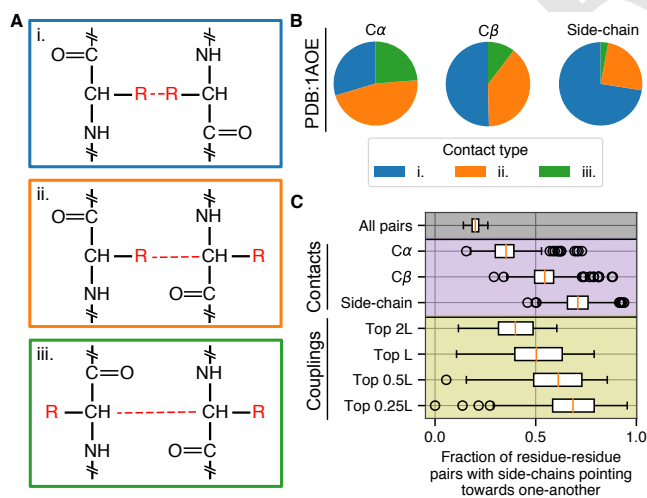 A
i.
O=C
CH
NH
R
R
NH
CH
C=O
ii.
O=C
CH
NH
R
NH
CH
R
O=C
iii.
C=O
R
CH
NH
NH
CH
R
O=C
B
Cα
Cβ
Side-chain
PDB:1AOE
Contact type
i.
ii.
iii.
C
All pairs
Contacts
Cα
Cβ
Side-chain
Couplings
Top 2L
Top L
Top 0.5L
Top 0.25L
0.0
0.5
1.0
Fraction of residue-residue
pairs with side-chains pointing
towards one-another